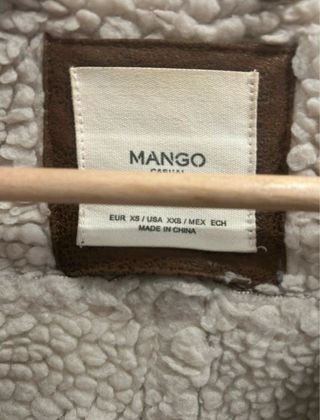 MANGO
CASUAL
EUR XS / USA XXS / MEX ECH
MADE IN CHINA